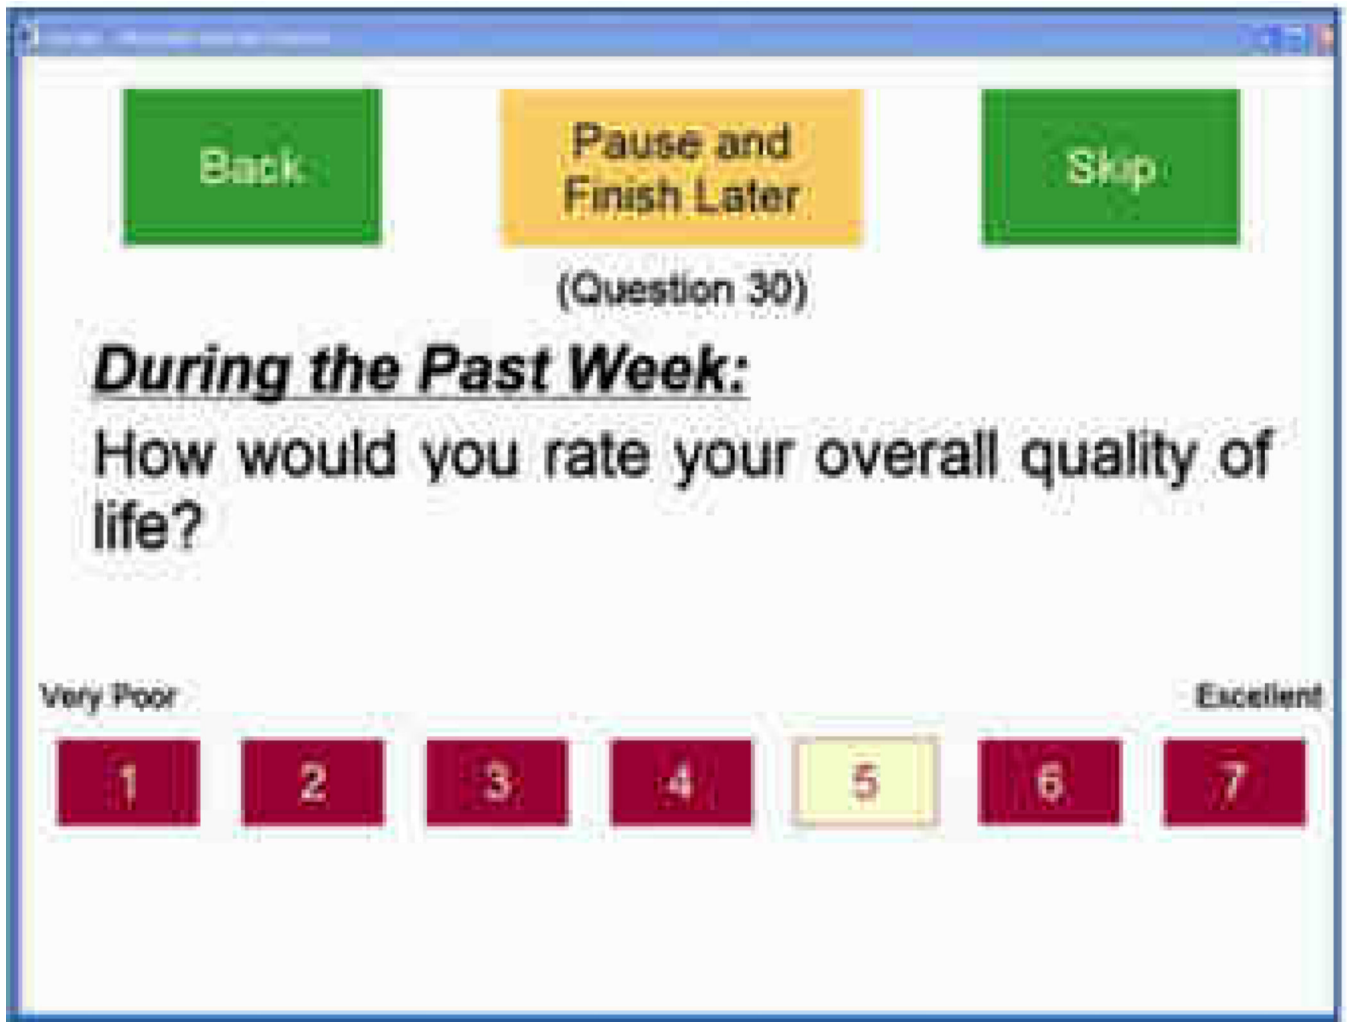 Back
Pause and
Finish Later
Skip
(Question 30)
During the Past Week:
How would you rate your overall quality of
life?
Very Poor
Excellent
1 2 3 4 5 6 7